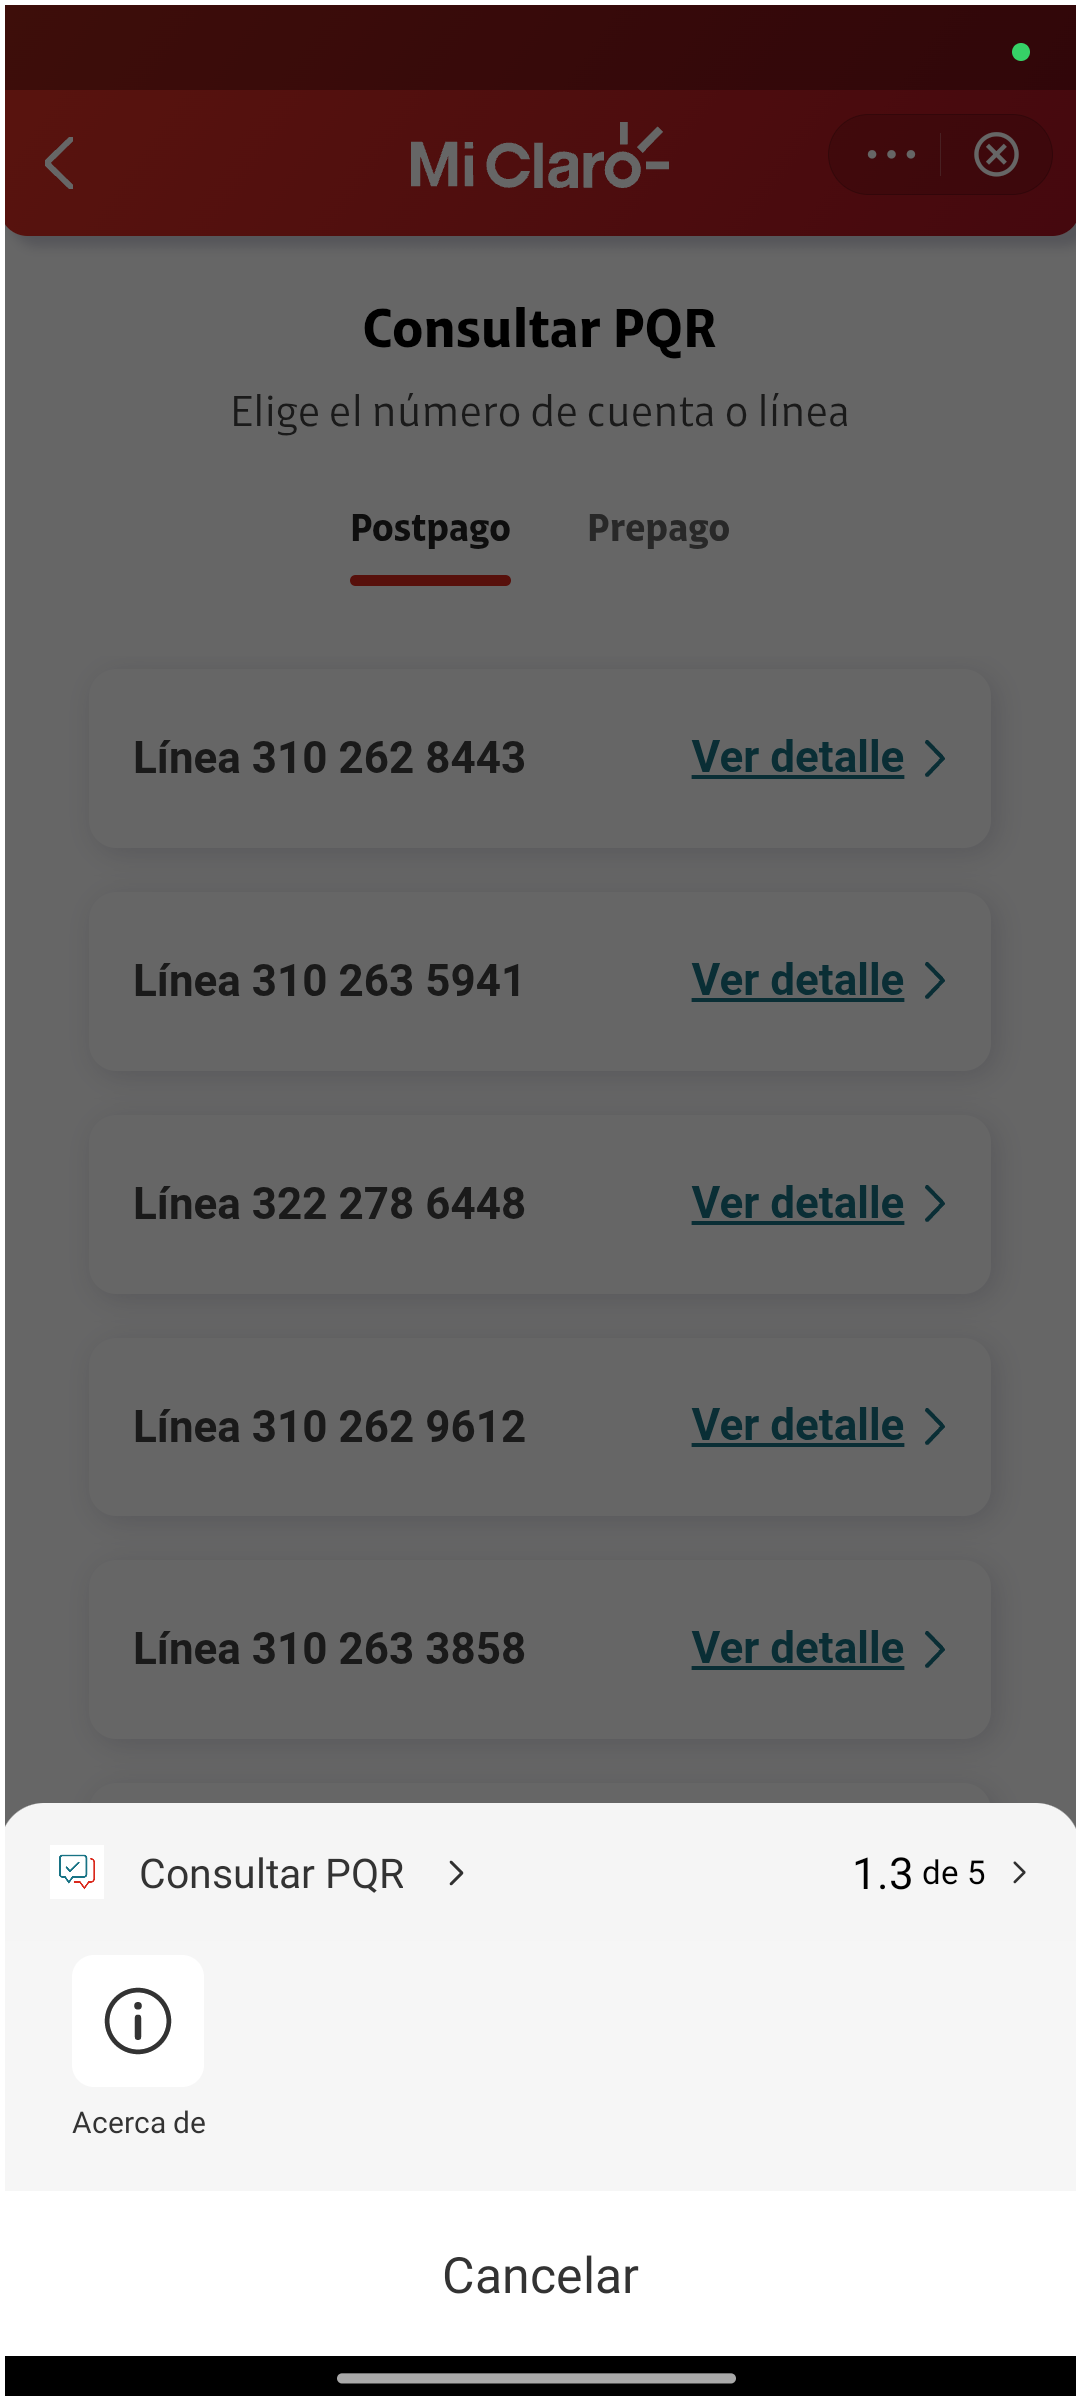 Mi Claro
Consultar PQR
Elige el número de cuenta o línea
Postpago Prepago
Línea 310 262 8443 Ver detalle
Línea 310 263 5941 Ver detalle
Línea 322 278 6448 Ver detalle
Línea 310 262 9612 Ver detalle
Línea 310 263 3858 Ver detalle
Consultar PQR 1.3 de 5
Acerca de
Cancelar